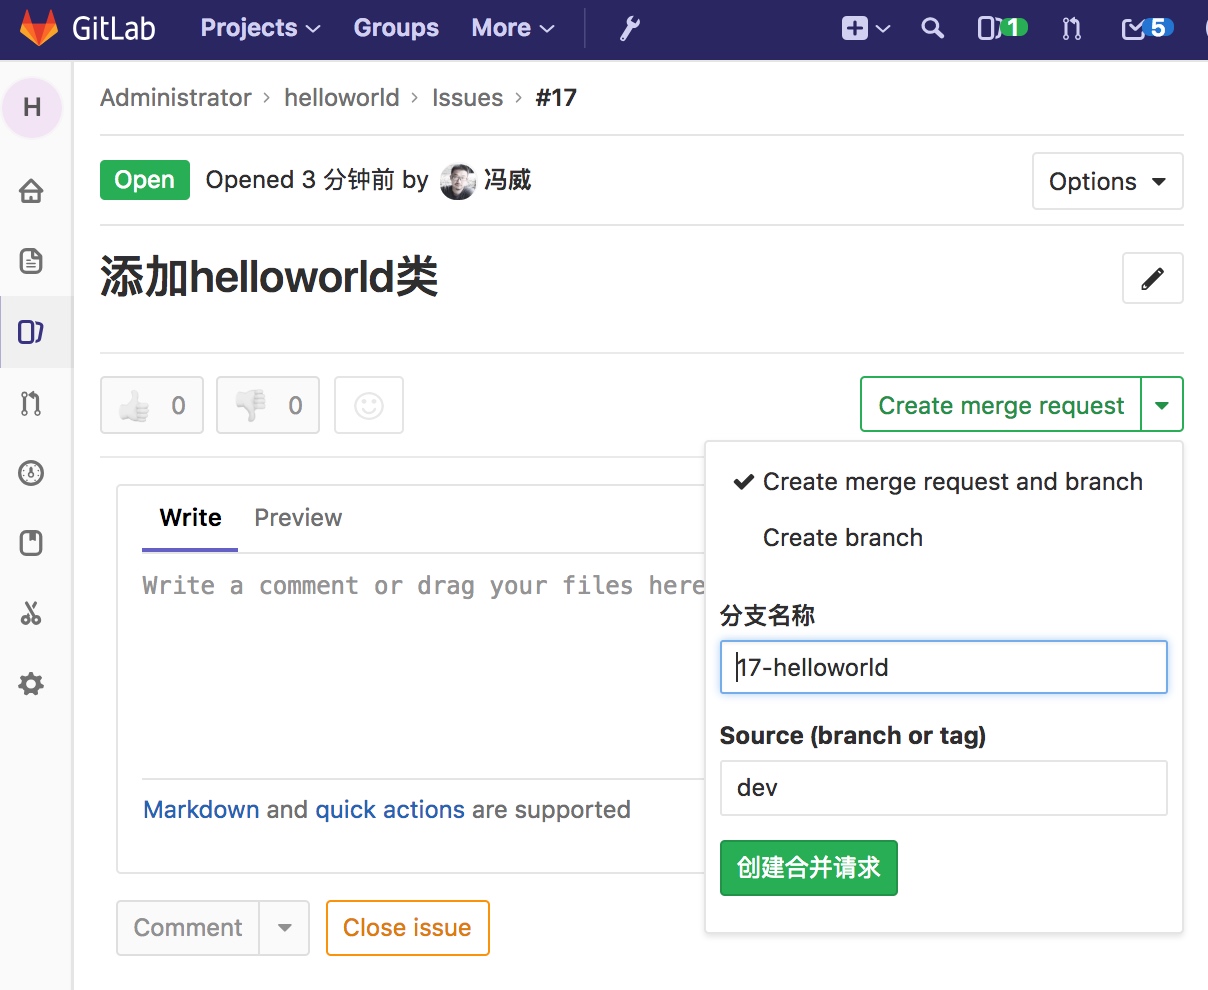 GitLab Projects Groups More 1 5
H
Administrator › helloworld › Issues › #17
Open Opened 3 分钟前 by 冯威 Options
添加helloworld类
0 0 Create merge request
Create merge request and branch
Create branch
Write Preview
Write a comment or drag your files here
分支名称
17-helloworld
Source (branch or tag)
dev
Markdown and quick actions are supported
创建合并请求
Comment Close issue